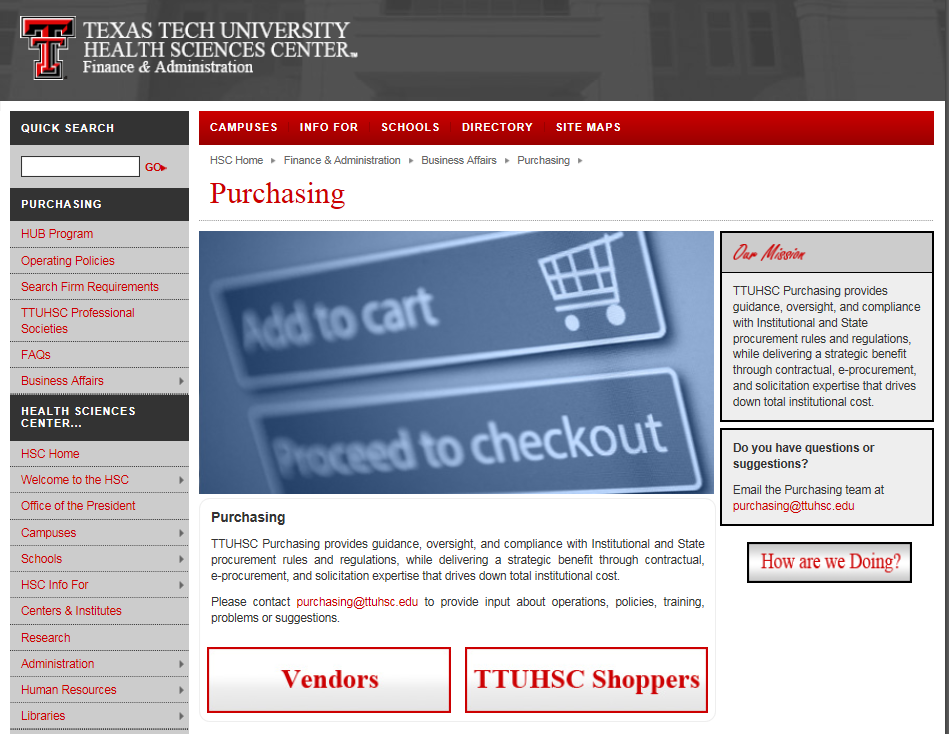 TEXAS TECH UNIVERSITY
HEALTH SCIENCES CENTER™
Finance & Administration
QUICK SEARCH
GO
PURCHASING
HUB Program
Operating Policies
Search Firm Requirements
TTUHSC Professional
Societies
FAQs
Business Affairs
HEALTH SCIENCES
CENTER...
HSC Home
Welcome to the HSC
Office of the President
Campuses
Schools
HSC Info For
Centers & Institutes
Research
Administration
Human Resources
Libraries
CAMPUSES INFO FOR SCHOOLS DIRECTORY SITE MAPS
HSC Home Finance & Administration Business Affairs Purchasing
Purchasing
Add to cart
Proceed to checkout
Purchasing
TTUHSC Purchasing provides guidance, oversight, and compliance with Institutional and State
procurement rules and regulations, while delivering a strategic benefit through contractual,
e-procurement, and solicitation expertise that drives down total institutional cost.
Please contact purchasing@ttuhsc.edu to provide input about operations, policies, training,
problems or suggestions.
Vendors
TTUHSC Shoppers
Our Mission
TTUHSC Purchasing provides
guidance, oversight, and compliance
with Institutional and State
procurement rules and regulations,
while delivering a strategic benefit
through contractual, e-procurement,
and solicitation expertise that drives
down total institutional cost.
Do you have questions or
suggestions?
Email the Purchasing team at
purchasing@ttuhsc.edu
How are we Doing?